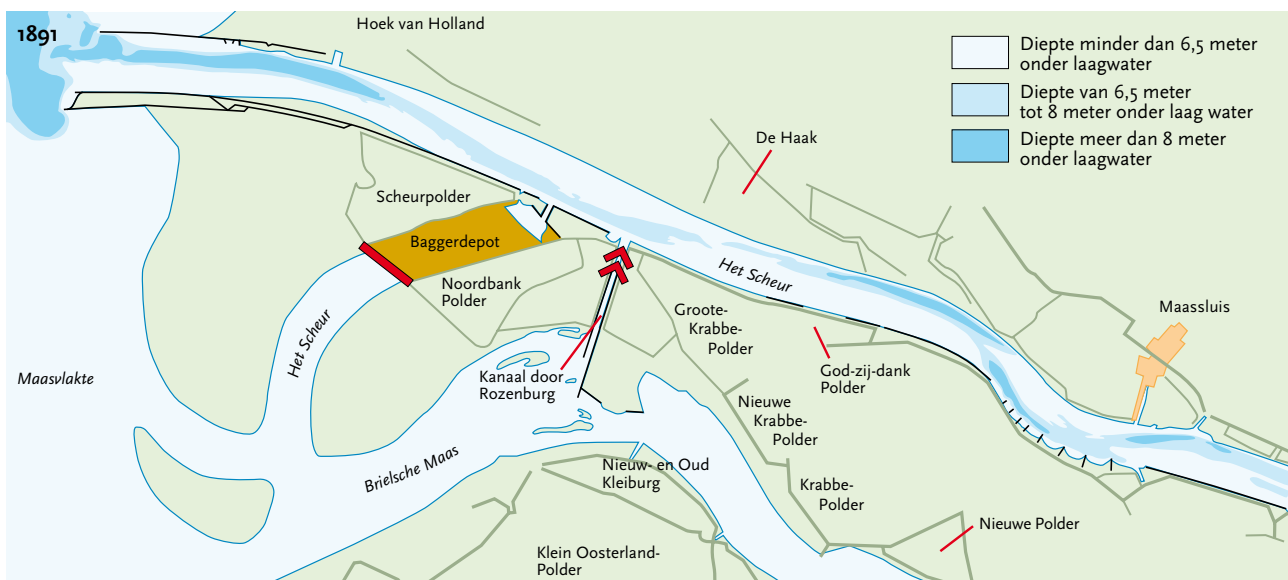 1891
Hoek van Holland
Diepte minder dan 6,5 meter
onder laagwater
Diepte van 6,5 meter
tot 8 meter onder laag water
Diepte meer dan 8 meter
onder laagwater
De Haak
Scheurpolder
Baggerdepot
Noordbank
Polder
Het Scheur
Het Scheur
Maasvlakte
Groote-
Krabbe-
Polder
Maassluis
God-zij-dank
Polder
Kanaal door
Rozenburg
Nieuwe
Krabbe-
Polder
Brielsche Maas
Nieuw- en Oud
Kleiburg
Krabbe-
Polder
Nieuwe Polder
Klein Oosterland-
Polder